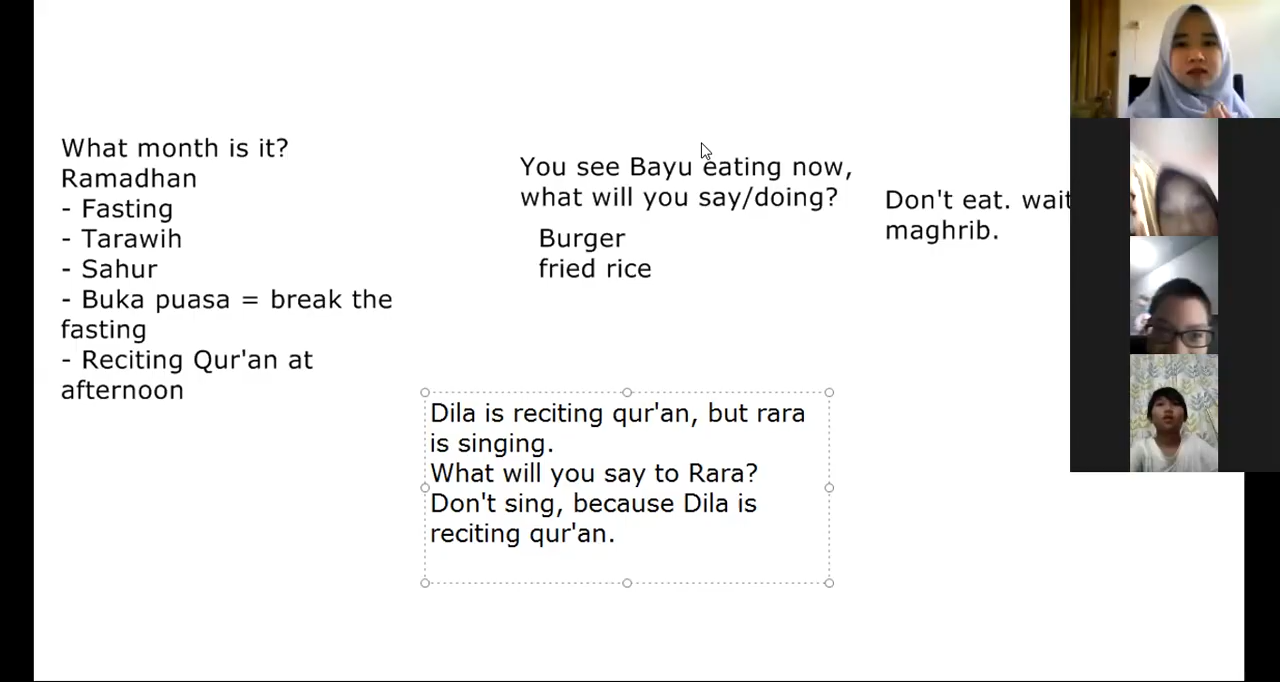 What month is it?
Ramadhan
- Fasting
- Tarawih
- Sahur
- Buka puasa = break the
fasting
- Reciting Qur'an at
afternoon
You see Bayu eating now,
what will you say/doing?
Burger
fried rice
Don't eat. wait
maghrib.
Dila is reciting qur'an, but rara
is singing.
What will you say to Rara?
Don't sing, because Dila is
reciting qur'an.